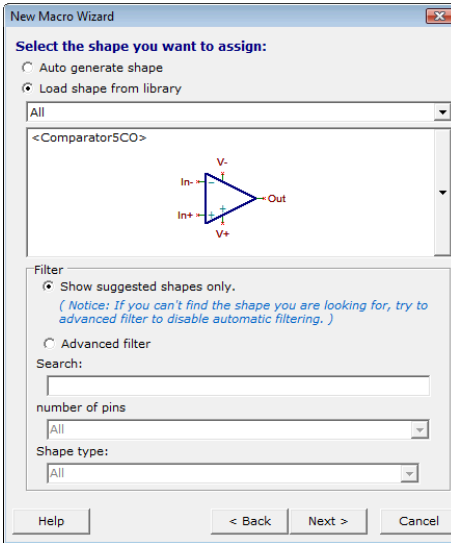 New Macro Wizard
Select the shape you want to assign:
Auto generate shape
Load shape from library
All
<Comparator5CO>
V-
In-
Out
In+
V+
Filter
Show suggested shapes only.
( Notice: If you can't find the shape you are looking for, try to
advanced filter to disable automatic filtering. )
Advanced filter
Search:
number of pins
All
Shape type:
All
Help
< Back
Next >
Cancel